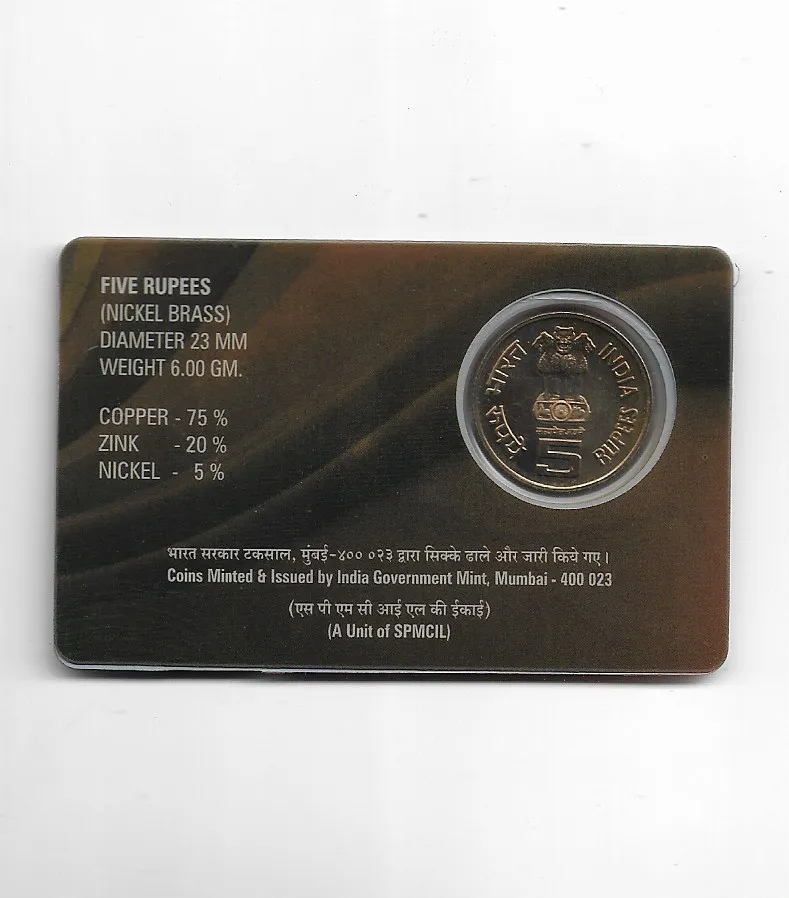 FIVE RUPEES
(NICKEL BRASS)
DIAMETER 23 MM
WEIGHT 6.00 GM.
COPPER - 75 %
ZINK - 20 %
NICKEL - 5 %
भारत
INDIA
रूपये
5
RUPEES
भारत सरकार टकसाल, मुंबई-४०० ०२३ द्वारा सिक्के ढाले और जारी किये गए।
Coins Minted & Issued by India Government Mint, Mumbai - 400 023
(एस पी एम सी आई एल की ईकाई)
(A Unit of SPMCIL)